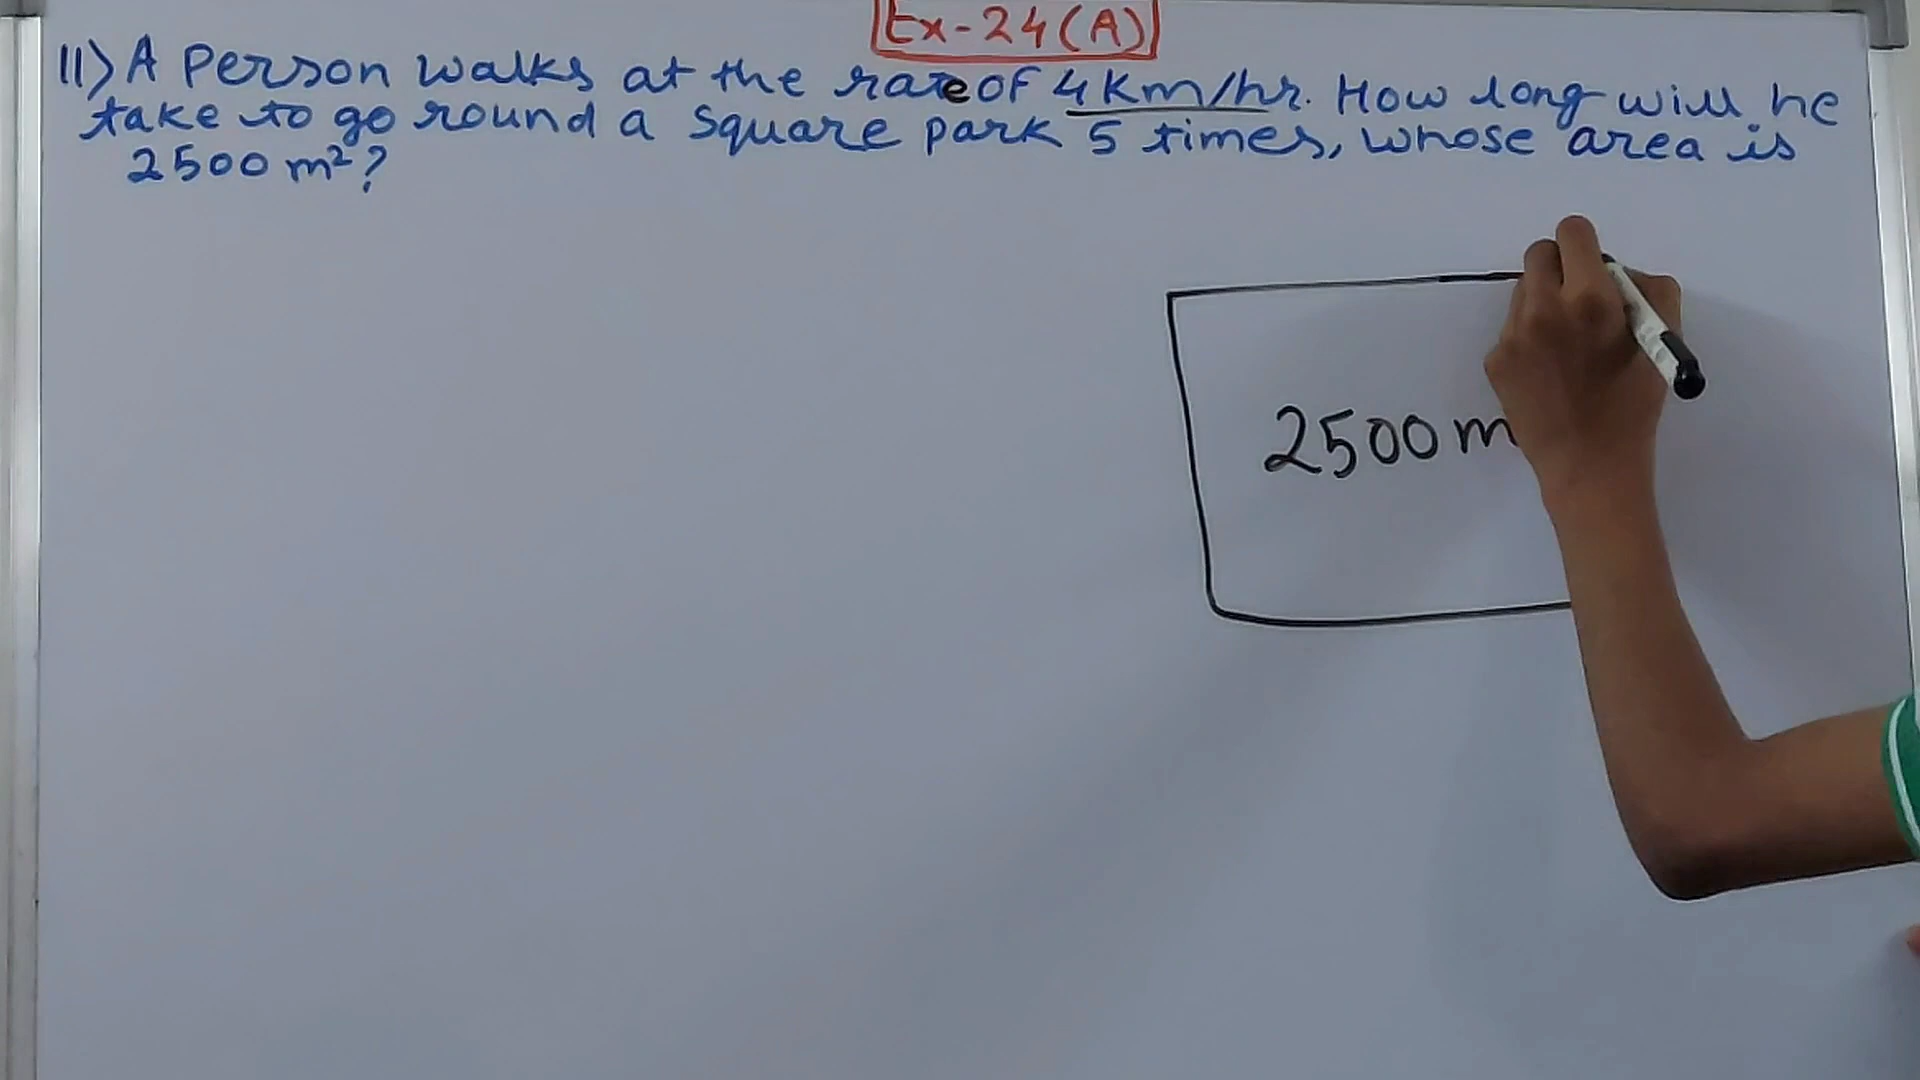 Ex-24(A)
11) A Person walks at the rate of 4 Km/hr. How long will he
take to go round a square park 5 times, whose area is
2500 m²?
2500 m